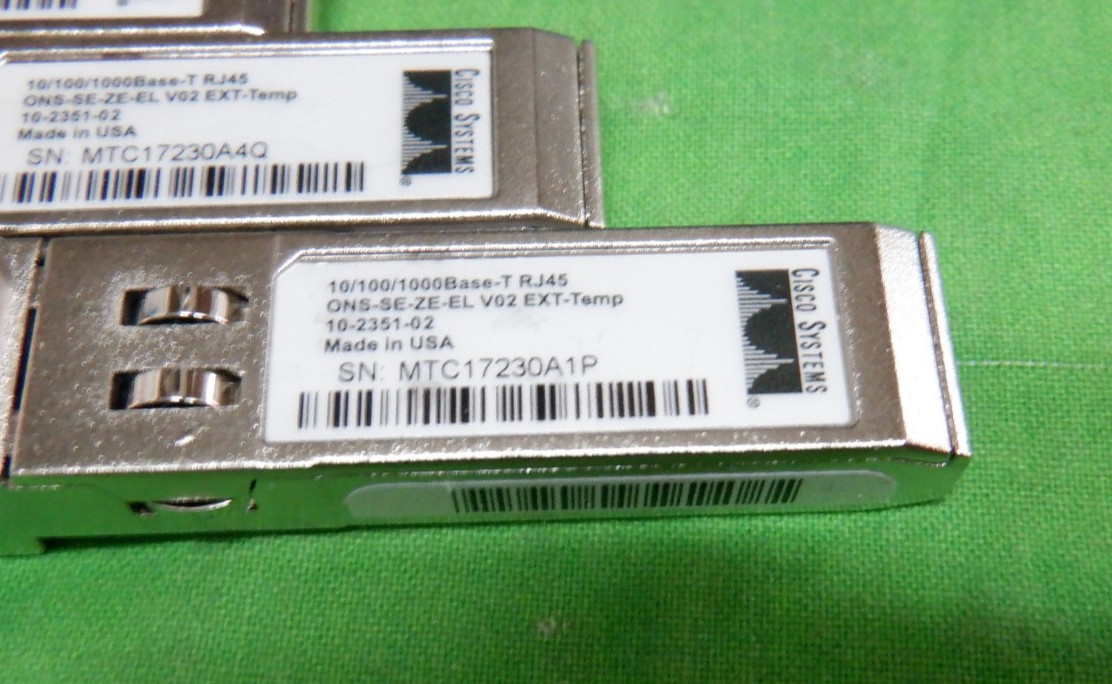 10/100/1000Base-T RJ45
ONS-SE-ZE-EL V02 EXT-Temp
10-2351-02
Made in USA
SN: MTC17230A4Q
CISCO SYSTEMS
®
10/100/1000Base-T RJ45
ONS-SE-ZE-EL V02 EXT-Temp
10-2351-02
Made in USA
SN: MTC17230A1P
CISCO SYSTEMS
®